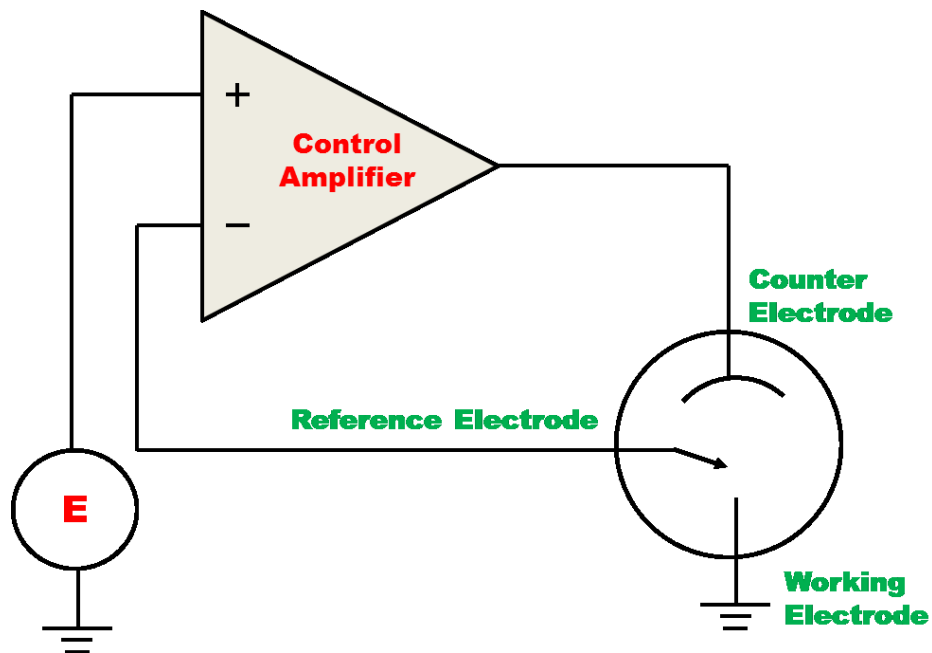 +
Control
Amplifier
−
Counter
Electrode
Reference Electrode
E
Working
Electrode